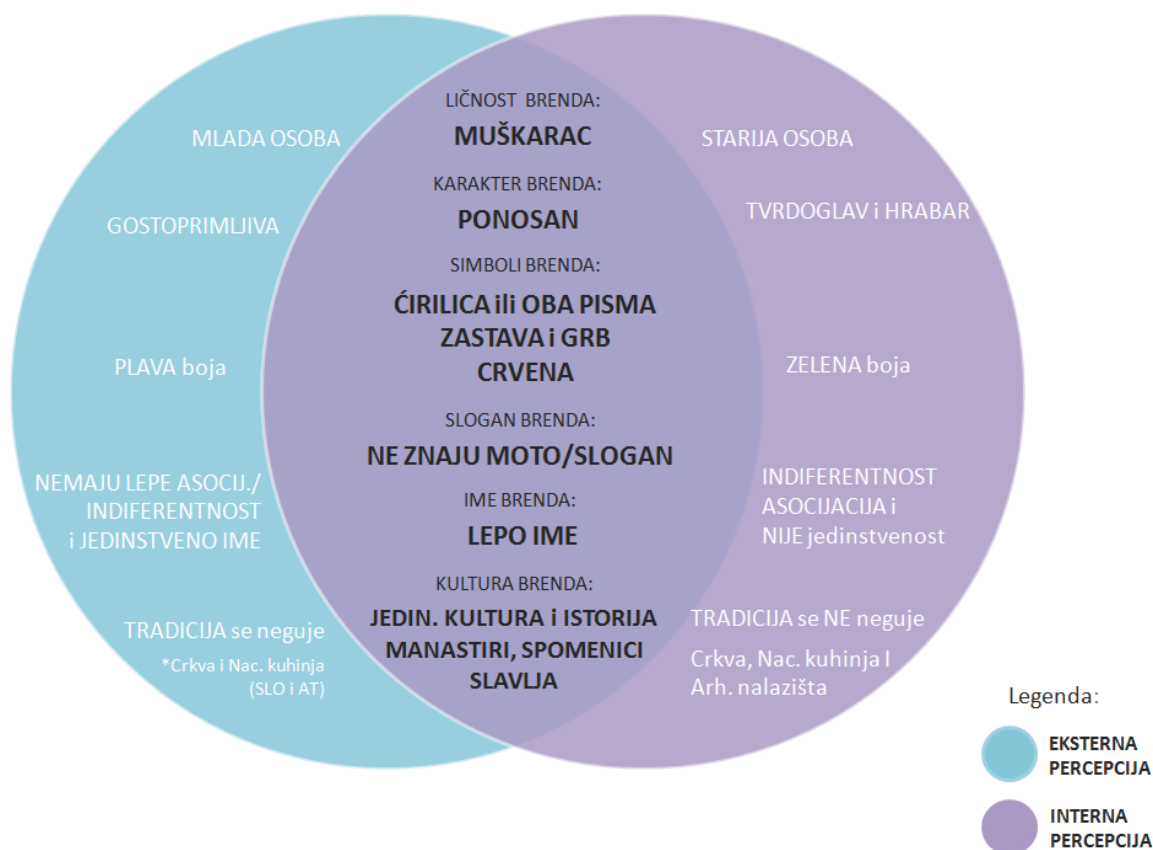 LIČNOST BRENDA:
MUŠKARAC
MLADA OSOBA
STARIJA OSOBA
KARAKTER BRENDA:
PONOSAN
GOSTOPRIMLJIVA
TVRDOGLAV i HRABAR
SIMBOLI BRENDA:
ĆIRILICA ili OBA PISMA
ZASTAVA i GRB
CRVENA
PLAVA boja
ZELENA boja
SLOGAN BRENDA:
NE ZNAJU MOTO/SLOGAN
NEMAJU LEPE ASOCIJ./
INDIFERENTNOST
i JEDINSTVENO IME
IME BRENDA:
LEPO IME
INDIFERENTNOST
ASOCIJACIJA i
NIJE jedinstvenost
KULTURA BRENDA:
JEDIN. KULTURA i ISTORIJA
MANASTIRI, SPOMENICI
SLAVLJA
TRADICIJA se neguje
*Crkva i Nac. kuhinja
(SLO i AT)
TRADICIJA se NE neguje
Crkva, Nac. kuhinja I
Arh. nalazišta
Legenda:
EKSTERNA
PERCEPCIJA
INTERNA
PERCEPCIJA